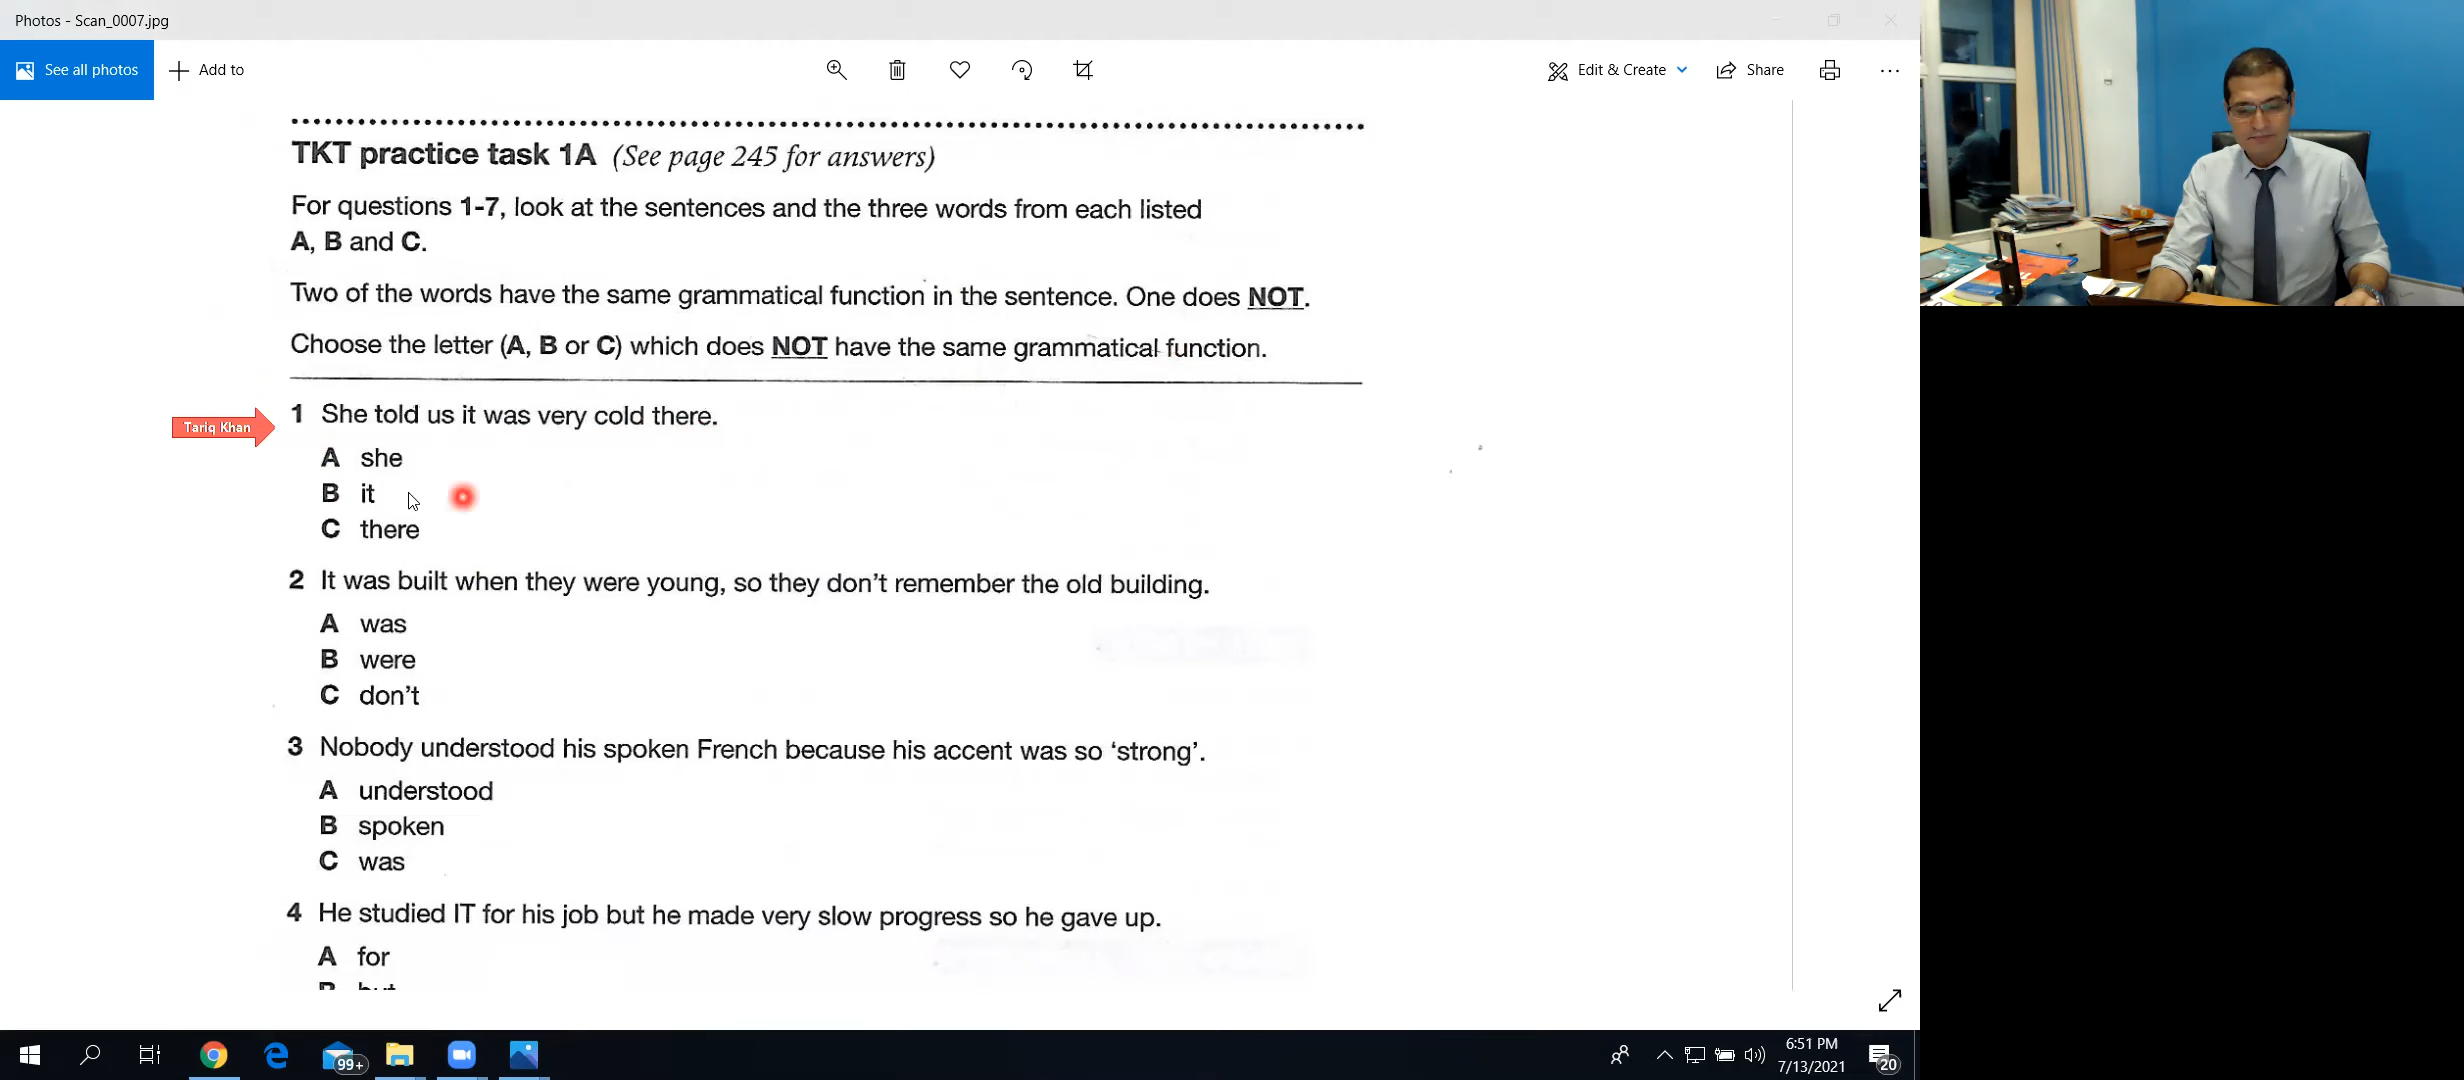 Photos - Scan_0007.jpg
See all photos
Add to
Edit & Create
Share
TKT practice task 1A (See page 245 for answers)
For questions 1-7, look at the sentences and the three words from each listed
A, B and C.
Two of the words have the same grammatical function in the sentence. One does NOT.
Choose the letter (A, B or C) which does NOT have the same grammatical function.
Tariq Khan
1 She told us it was very cold there.
A she
B it
C there
2 It was built when they were young, so they don't remember the old building.
A was
B were
C don't
3 Nobody understood his spoken French because his accent was so 'strong'.
A understood
B spoken
C was
4 He studied IT for his job but he made very slow progress so he gave up.
A for
B but
99+
6:51 PM
7/13/2021
20